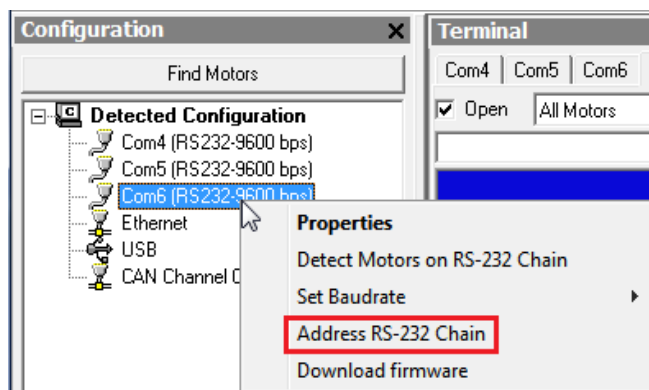 Configuration
Find Motors
Detected Configuration
Com4 (RS232-9600 bps)
Com5 (RS232-9600 bps)
Com6 (RS232-9600 bps)
Ethernet
USB
CAN Channel
Terminal
Com4
Com5
Com6
Open
All Motors
Properties
Detect Motors on RS-232 Chain
Set Baudrate
Address RS-232 Chain
Download firmware